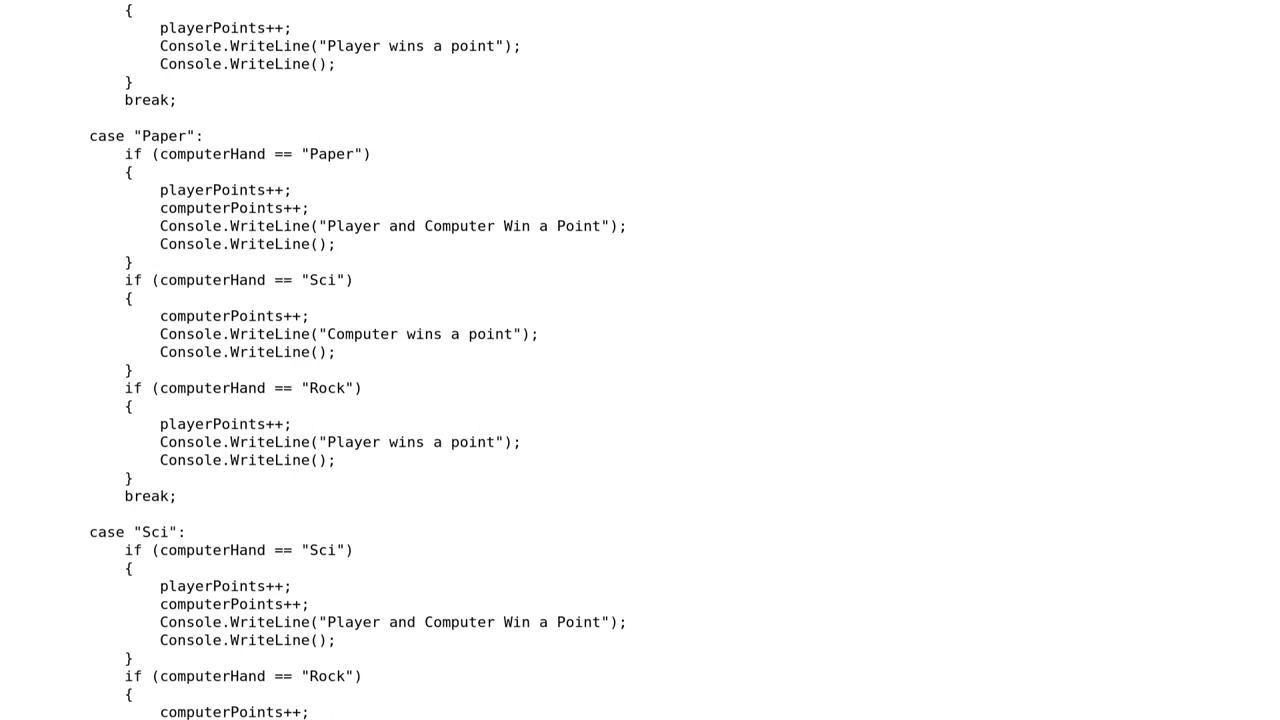 {
playerPoints++;
Console.WriteLine("Player wins a point");
Console.WriteLine();
}
break;
case "Paper":
if (computerHand == "Paper")
{
playerPoints++;
computerPoints++;
Console.WriteLine("Player and Computer Win a Point");
Console.WriteLine();
}
if (computerHand == "Sci")
{
computerPoints++;
Console.WriteLine("Computer wins a point");
Console.WriteLine();
}
if (computerHand == "Rock")
{
playerPoints++;
Console.WriteLine("Player wins a point");
Console.WriteLine();
}
break;
case "Sci":
if (computerHand == "Sci")
{
playerPoints++;
computerPoints++;
Console.WriteLine("Player and Computer Win a Point");
Console.WriteLine();
}
if (computerHand == "Rock")
{
computerPoints++;